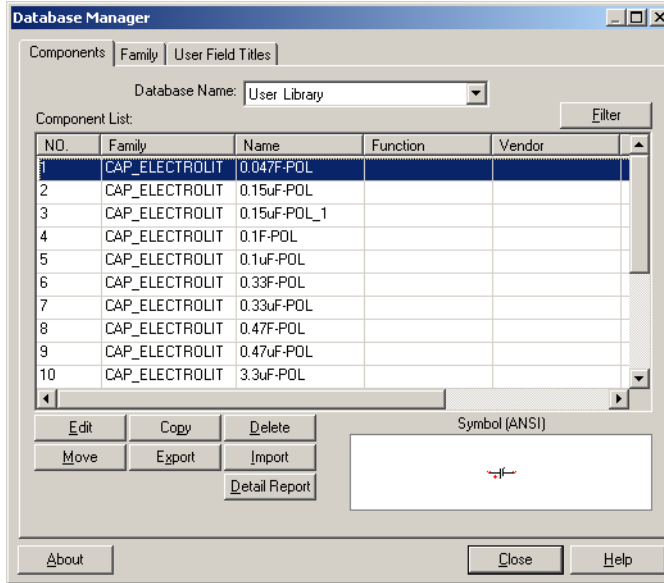 Database Manager
Components Family User Field Titles
Database Name: User Library
Component List: Filter
NO. Family Name Function Vendor
1 CAP_ELECTROLIT 0.047F-POL
2 CAP_ELECTROLIT 0.15uF-POL
3 CAP_ELECTROLIT 0.15uF-POL_1
4 CAP_ELECTROLIT 0.1F-POL
5 CAP_ELECTROLIT 0.1uF-POL
6 CAP_ELECTROLIT 0.33F-POL
7 CAP_ELECTROLIT 0.33uF-POL
8 CAP_ELECTROLIT 0.47F-POL
9 CAP_ELECTROLIT 0.47uF-POL
10 CAP_ELECTROLIT 3.3uF-POL
Edit Copy Delete Symbol (ANSI)
Move Export Import
Detail Report
About Close Help